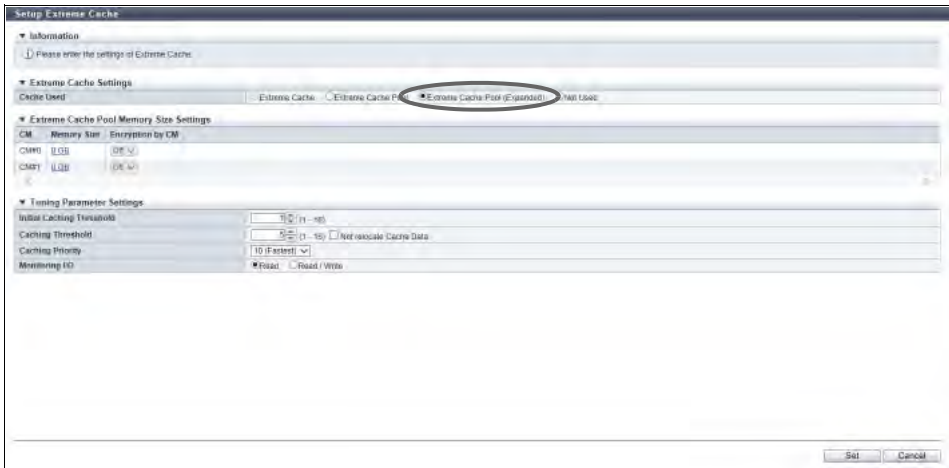 Setup Extreme Cache
▼ Information
Please enter the settings of Extreme Cache.
▼ Extreme Cache Settings
Cache Used Extreme Cache Extreme Cache Pool Extreme Cache Pool (Expanded) Not Used
▼ Extreme Cache Pool Memory Size Settings
CM Memory Size Encryption by CM
CM#0 0 GB Off
CM#1 0 GB Off
▼ Tuning Parameter Settings
Initial Caching Threshold (1 - 16)
Caching Threshold (1 - 16) Not relocate Cache Data
Caching Priority 10 (Fastest)
Monitoring I/O Read Read / Write
Set Cancel